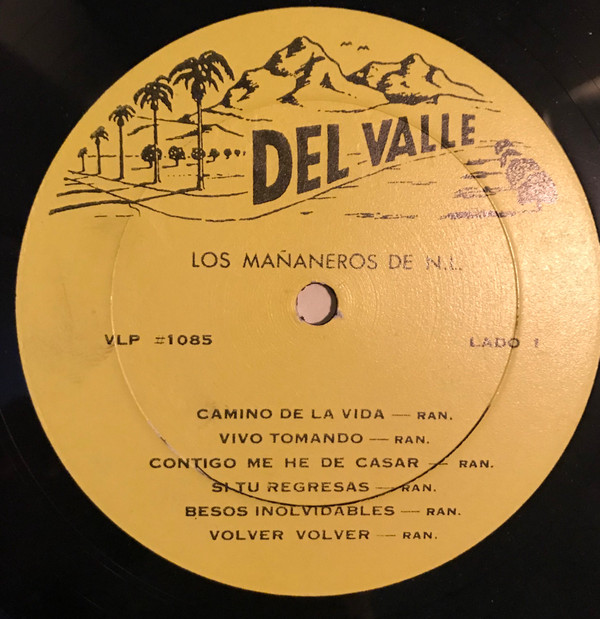 DEL VALLE
LOS MAÑANEROS DE N.L.
VLP #1085 LADO 1
CAMINO DE LA VIDA — RAN.
VIVO TOMANDO — RAN.
CONTIGO ME HE DE CASAR — RAN.
SI TU REGRESAS — RAN.
BESOS INOLVIDABLES — RAN.
VOLVER VOLVER — RAN.